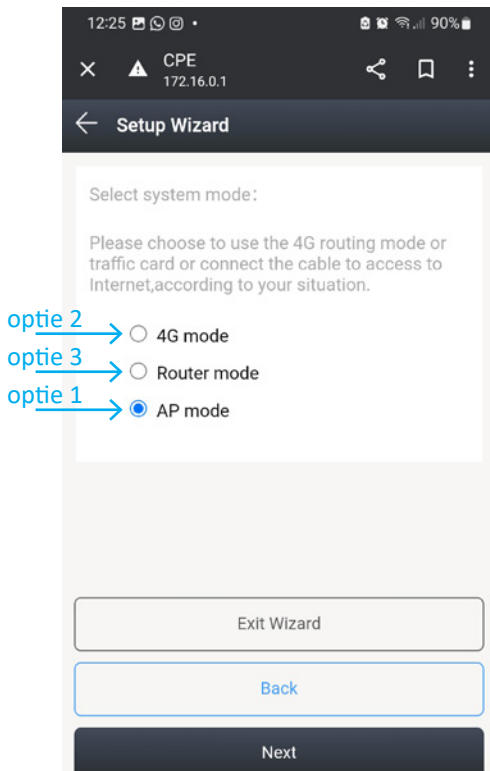 12:25
90%
CPE
172.16.0.1
Setup Wizard
Select system mode:
Please choose to use the 4G routing mode or
traffic card or connect the cable to access to
Internet,according to your situation.
optie 2
4G mode
optie 3
Router mode
optie 1
AP mode
Exit Wizard
Back
Next